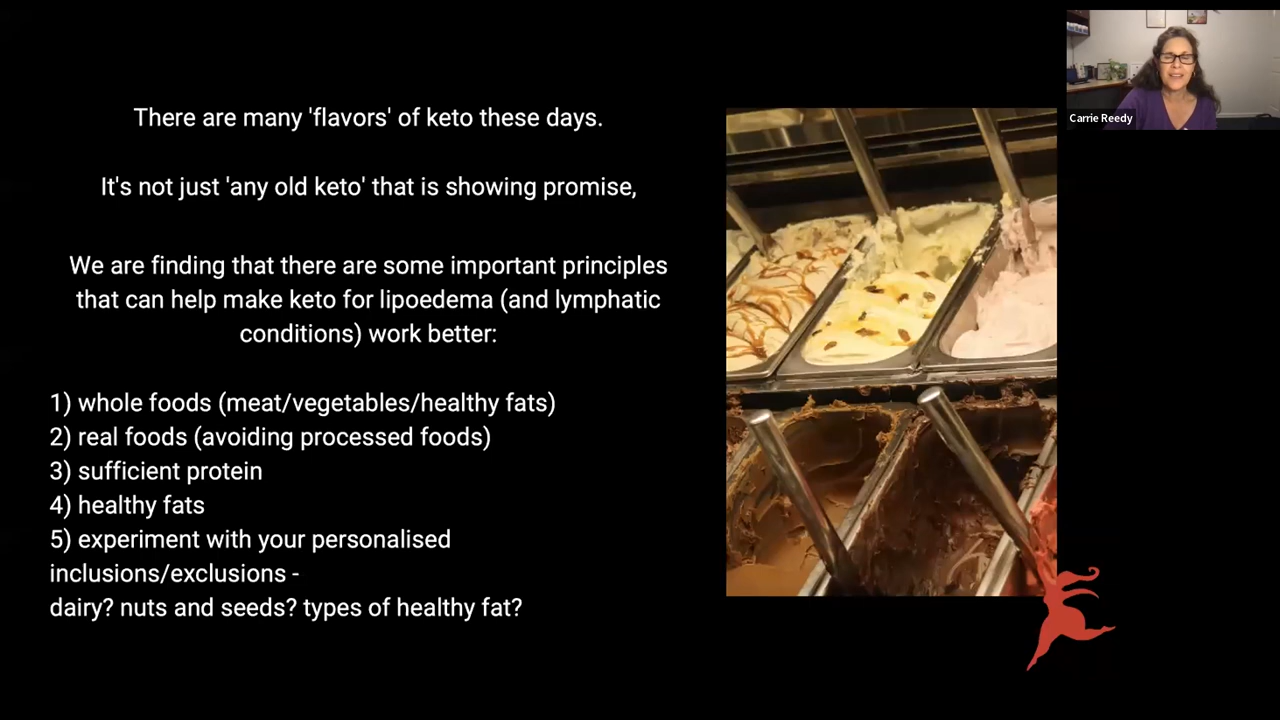 There are many 'flavors' of keto these days.
It's not just 'any old keto' that is showing promise,
We are finding that there are some important principles
that can help make keto for lipoedema (and lymphatic
conditions) work better:
1) whole foods (meat/vegetables/healthy fats)
2) real foods (avoiding processed foods)
3) sufficient protein
4) healthy fats
5) experiment with your personalised
inclusions/exclusions -
dairy? nuts and seeds? types of healthy fat?
Carrie Reedy